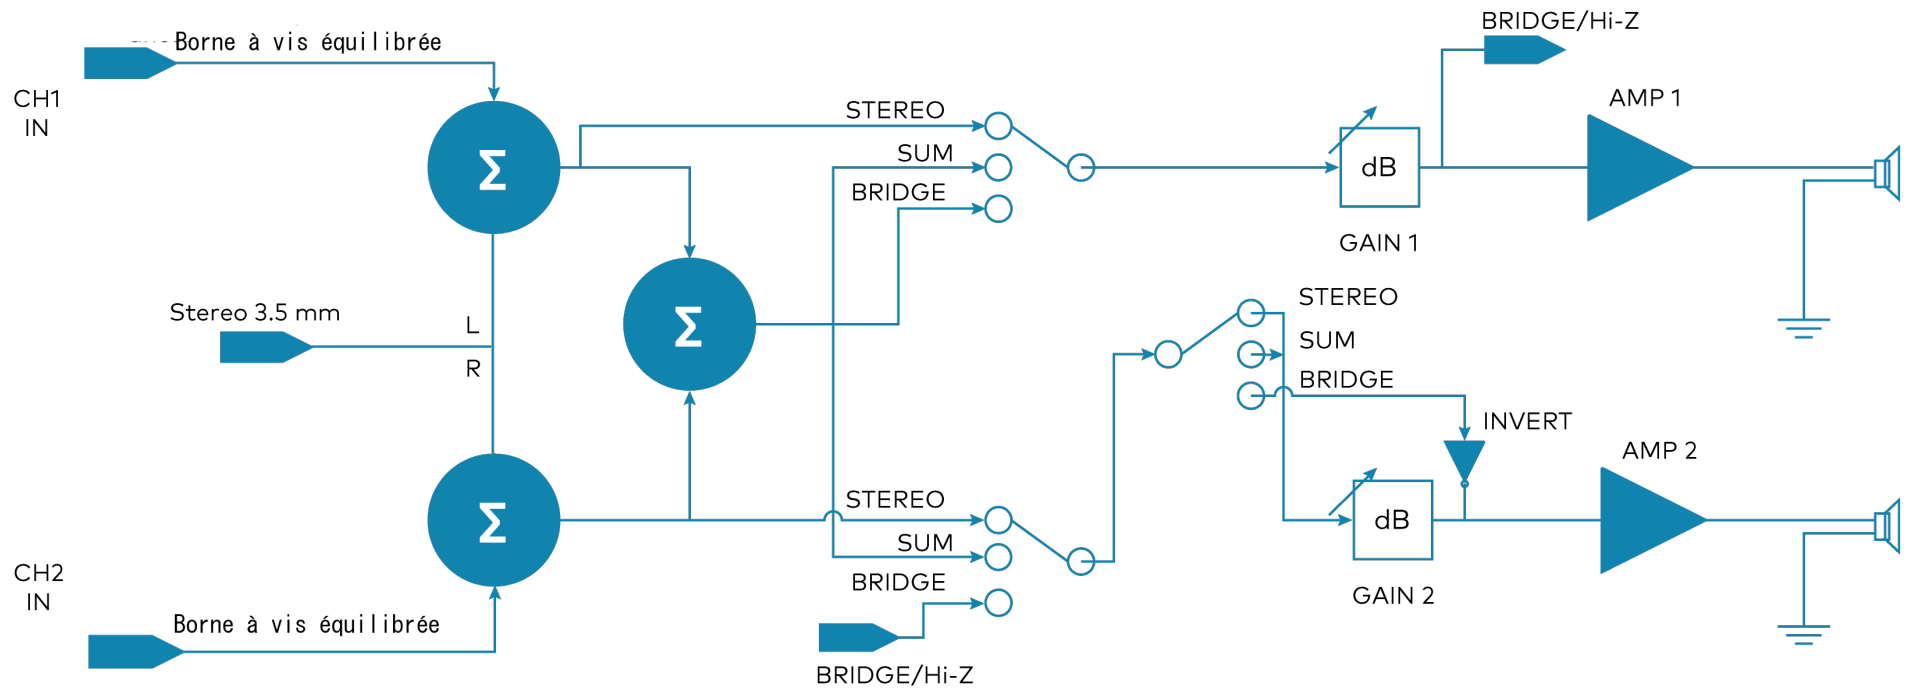 BRIDGE/Hi-Z
Borne à vis équilibrée
CH1
IN
AMP 1
STEREO
SUM
BRIDGE
Σ
dB
GAIN 1
Stereo 3.5 mm
L
R
Σ
STEREO
SUM
BRIDGE
INVERT
AMP 2
STEREO
SUM
BRIDGE
Σ
dB
GAIN 2
CH2
IN
Borne à vis équilibrée
BRIDGE/Hi-Z